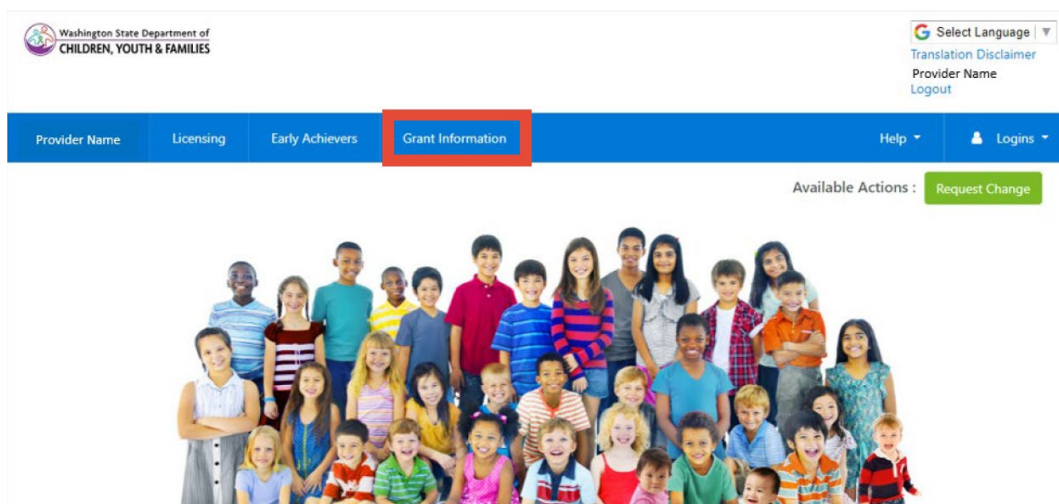 Washington State Department of
CHILDREN, YOUTH & FAMILIES
Select Language
Translation Disclaimer
Provider Name
Logout
Provider Name Licensing Early Achievers Grant Information Help Logins
Available Actions : Request Change